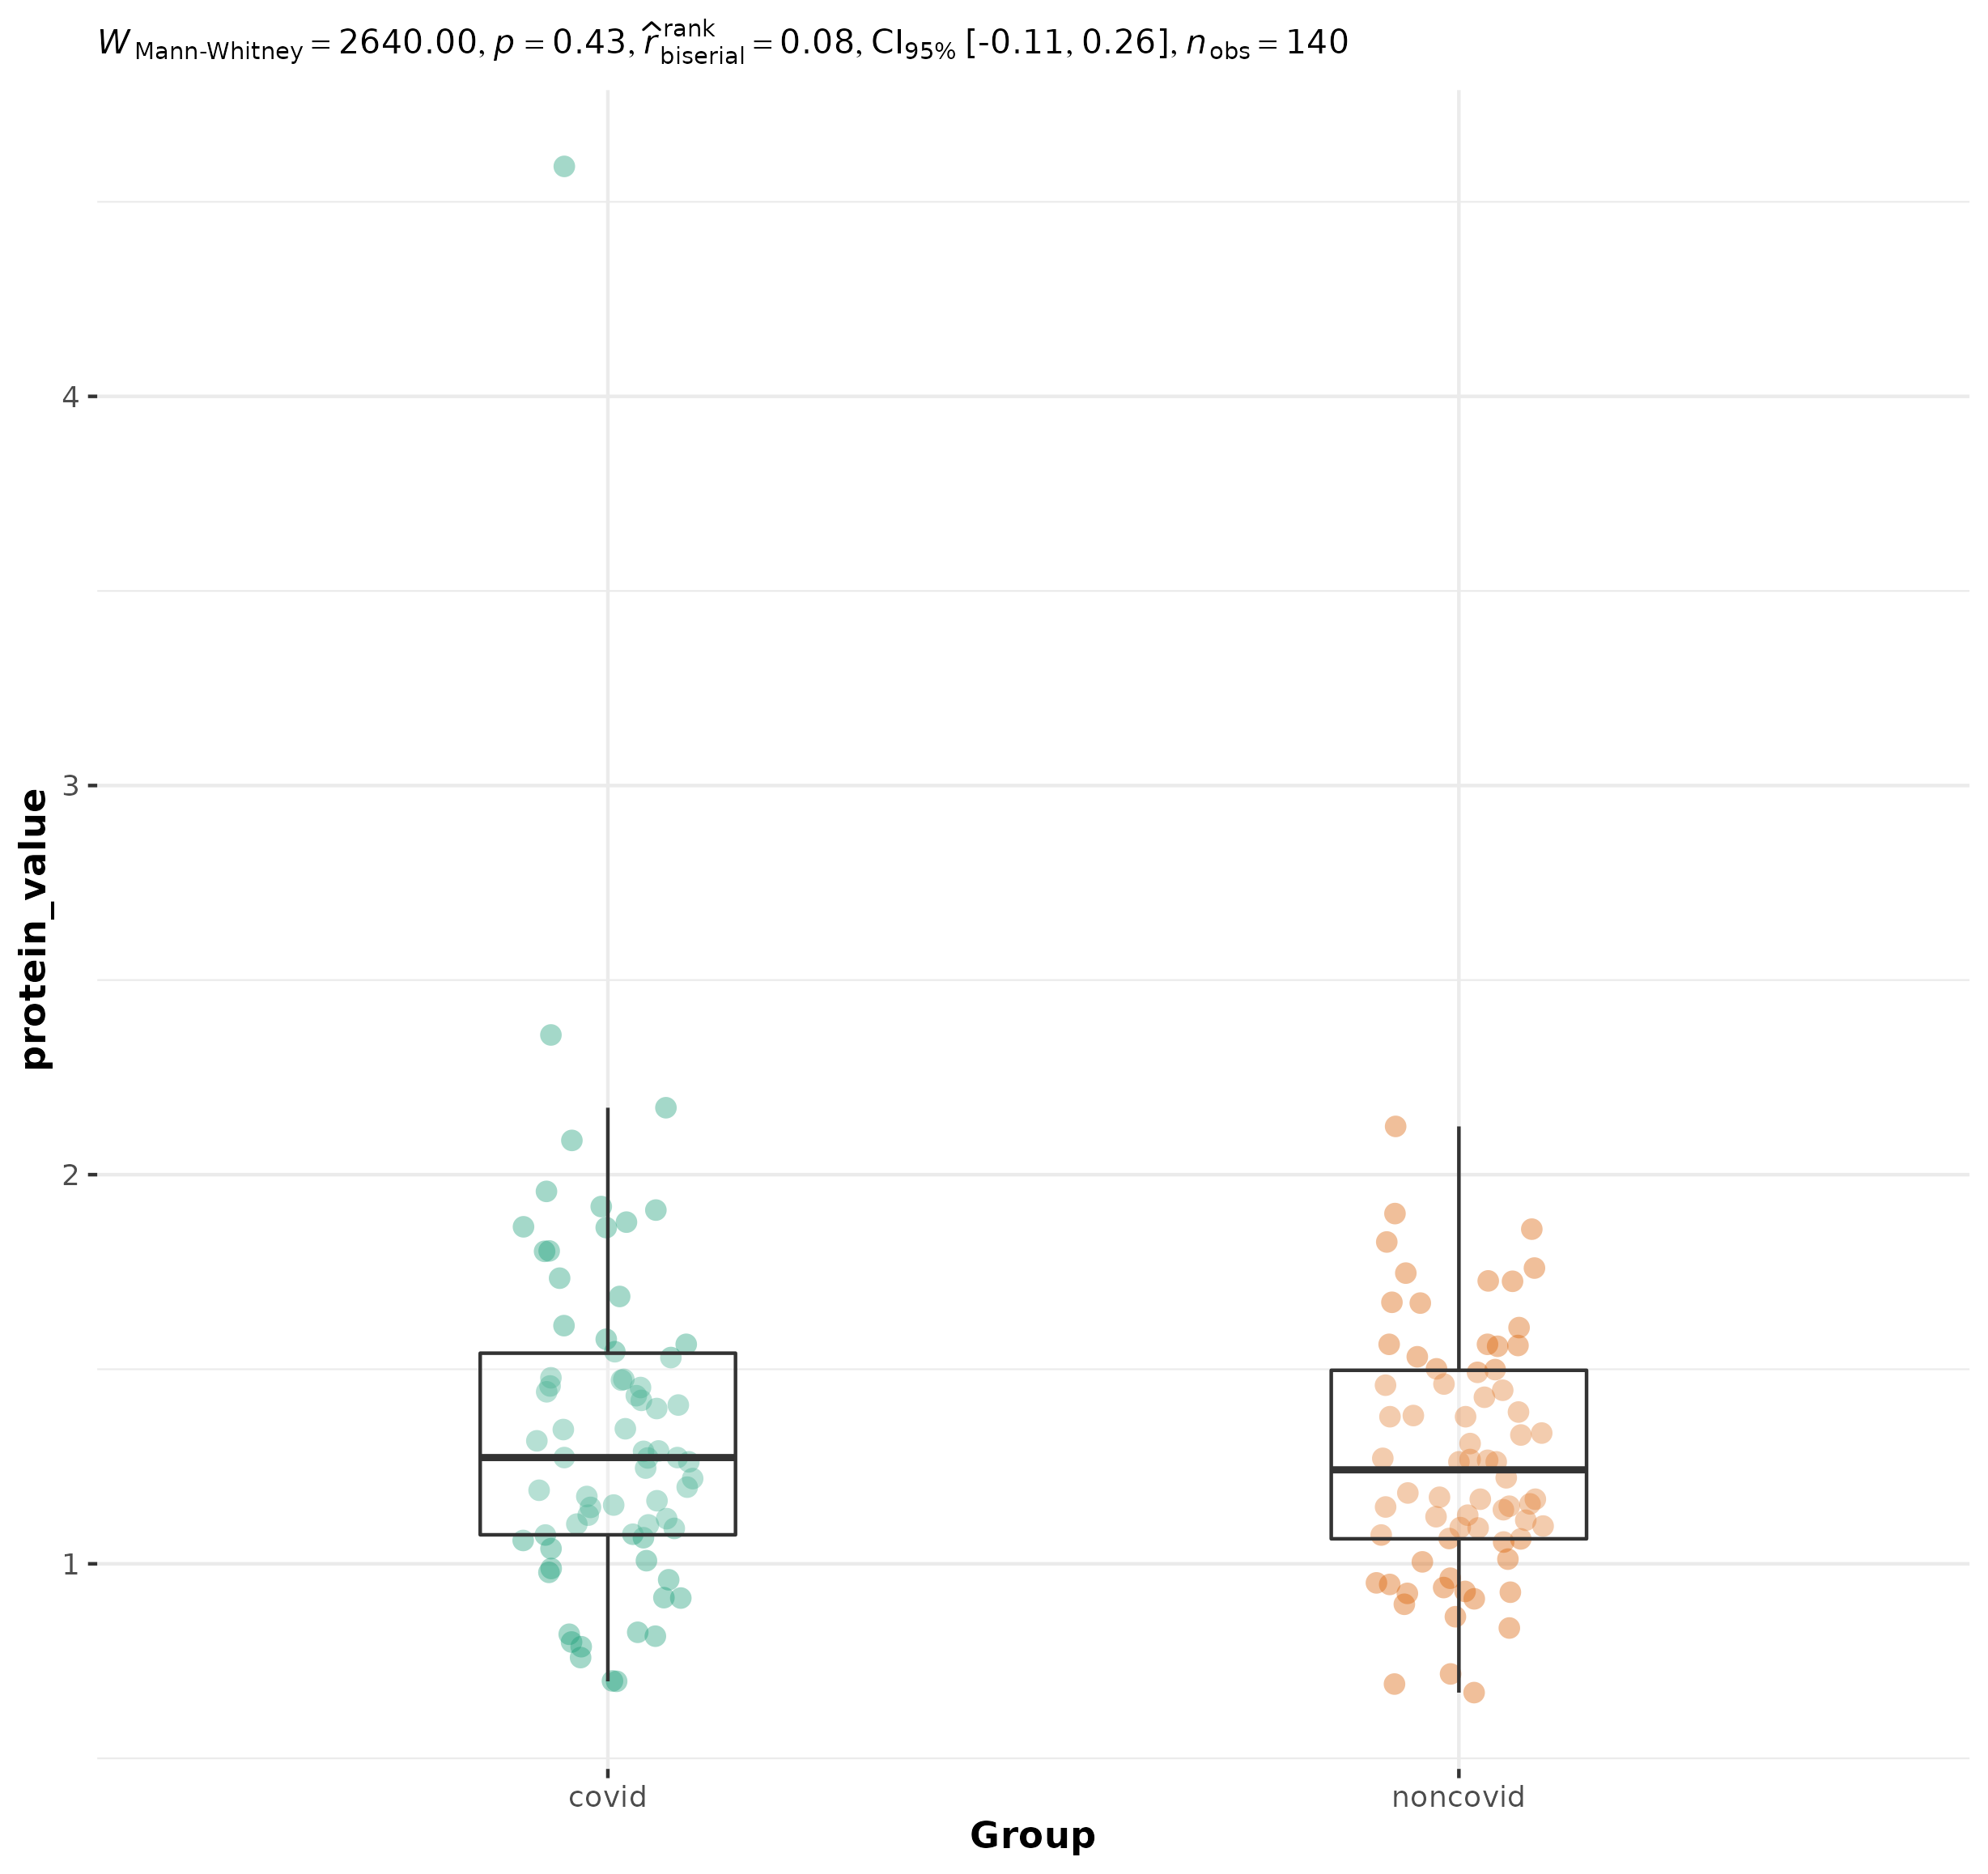 W Mann-Whitney = 2640.00, p = 0.43, r̂ rank biserial = 0.08, CI95% [-0.11, 0.26], n obs = 140
4
3
2
1
protein_value
covid noncovid
Group